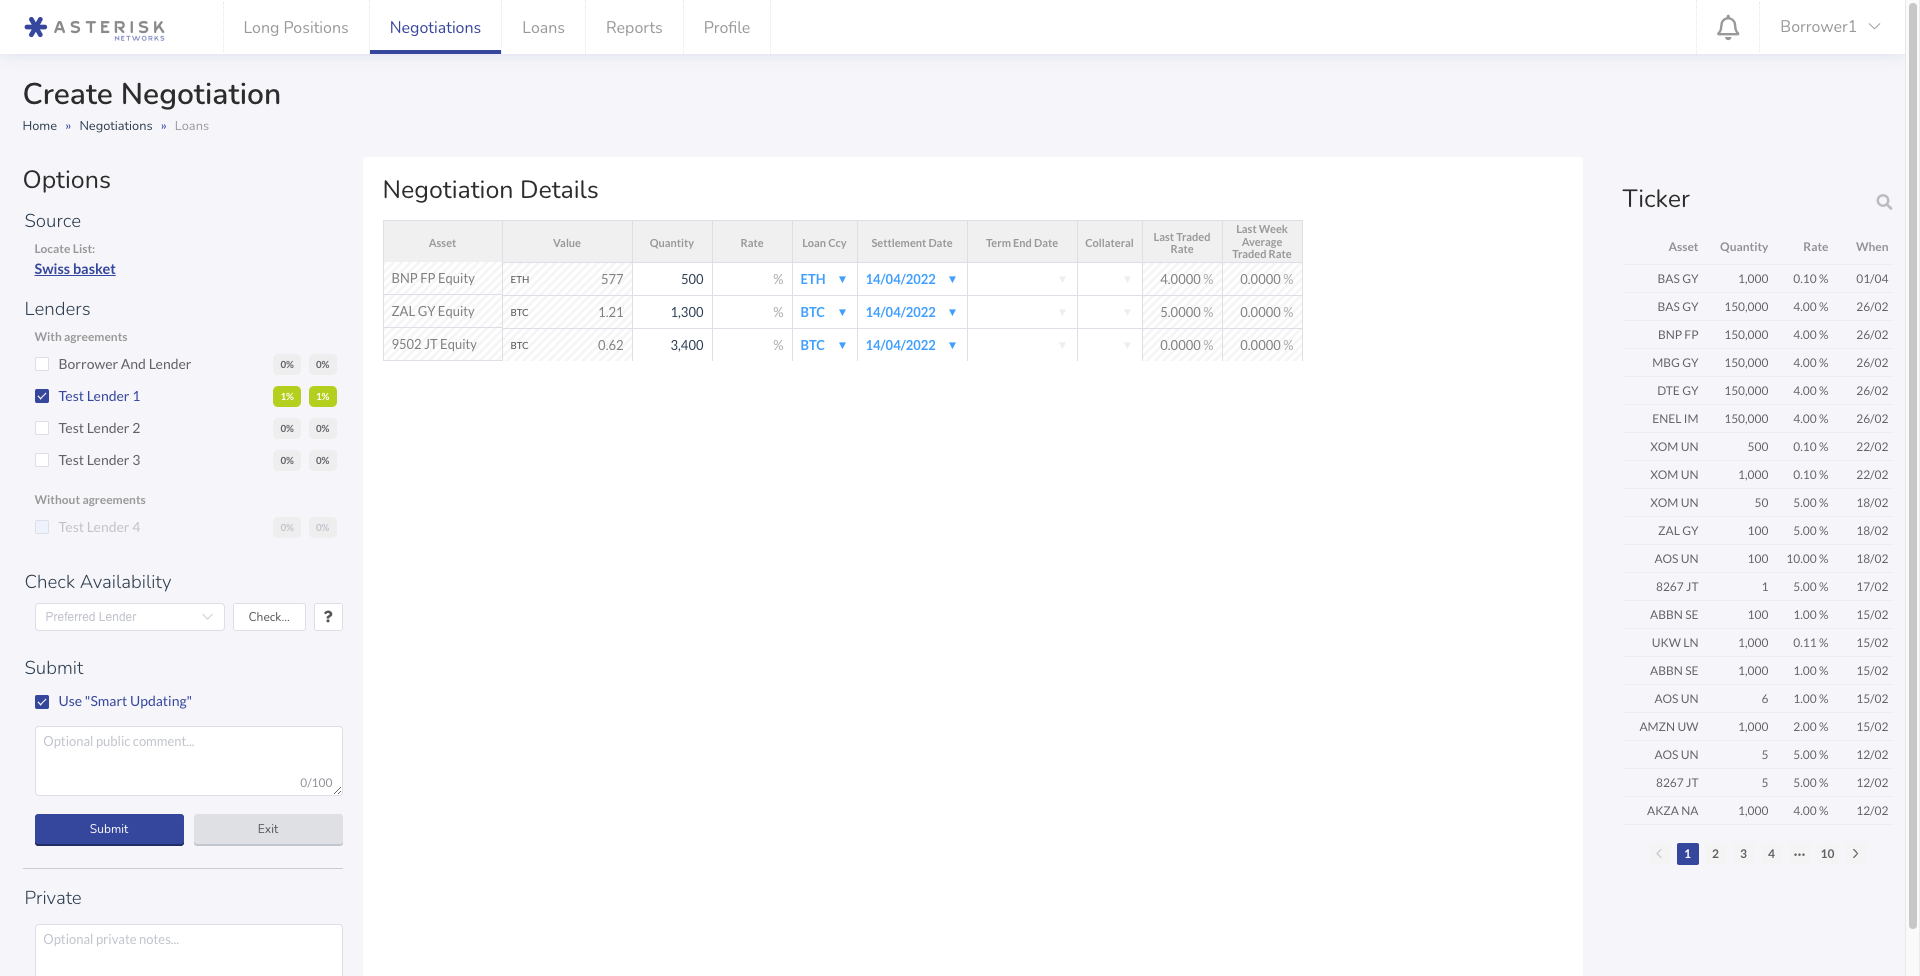 ASTERISK
NETWORKS
Long Positions
Negotiations
Loans
Reports
Profile
Borrower1
Create Negotiation
Home » Negotiations » Loans
Options
Source
Locate List:
Swiss basket
Lenders
With agreements
Borrower And Lender 0% 0%
Test Lender 1 1% 1%
Test Lender 2 0% 0%
Test Lender 3 0% 0%
Without agreements
Test Lender 4 0% 0%
Check Availability
Preferred Lender Check... ?
Submit
Use "Smart Updating"
Optional public comment...
0/100
Submit Exit
Private
Optional private notes...
Negotiation Details
Asset Value Quantity Rate Loan Ccy Settlement Date Term End Date Collateral Last Traded Rate Last Week Average Traded Rate
BNP FP Equity ETH 577 500 % ETH ▼ 14/04/2022 ▼ ▼ ▼ 4.0000 % 0.0000 %
ZAL GY Equity BTC 1.21 1,300 % BTC ▼ 14/04/2022 ▼ ▼ ▼ 5.0000 % 0.0000 %
9502 JT Equity BTC 0.62 3,400 % BTC ▼ 14/04/2022 ▼ ▼ ▼ 0.0000 % 0.0000 %
Ticker
Asset Quantity Rate When
BAS GY 1,000 0.10 % 01/04
BAS GY 150,000 4.00 % 26/02
BNP FP 150,000 4.00 % 26/02
MBG GY 150,000 4.00 % 26/02
DTE GY 150,000 4.00 % 26/02
ENEL IM 150,000 4.00 % 26/02
XOM UN 500 0.10 % 22/02
XOM UN 1,000 0.10 % 22/02
XOM UN 50 5.00 % 18/02
ZAL GY 100 5.00 % 18/02
AOS UN 100 10.00 % 18/02
8267 JT 1 5.00 % 17/02
ABBN SE 100 1.00 % 15/02
UKW LN 1,000 0.11 % 15/02
ABBN SE 1,000 1.00 % 15/02
AOS UN 6 1.00 % 15/02
AMZN UW 1,000 2.00 % 15/02
AOS UN 5 5.00 % 12/02
8267 JT 5 5.00 % 12/02
AKZA NA 1,000 4.00 % 12/02
< 1 2 3 4 ••• 10 >